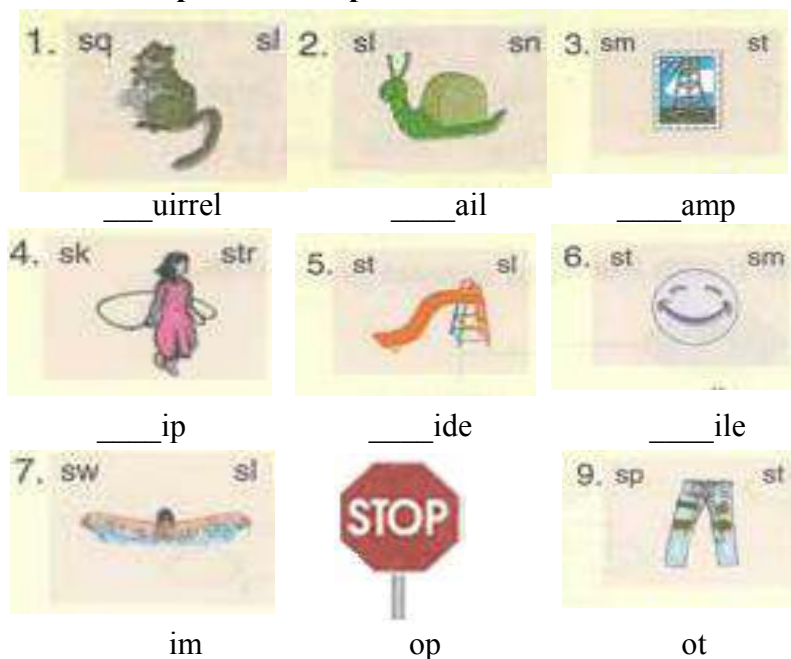 1. sq sl 2. sl sn 3. sm st
___uirrel ____ail ____amp
4. sk str 5. st sl 6. st sm
____ip ____ide ____ile
7. sw sl STOP 9. sp st
im op ot